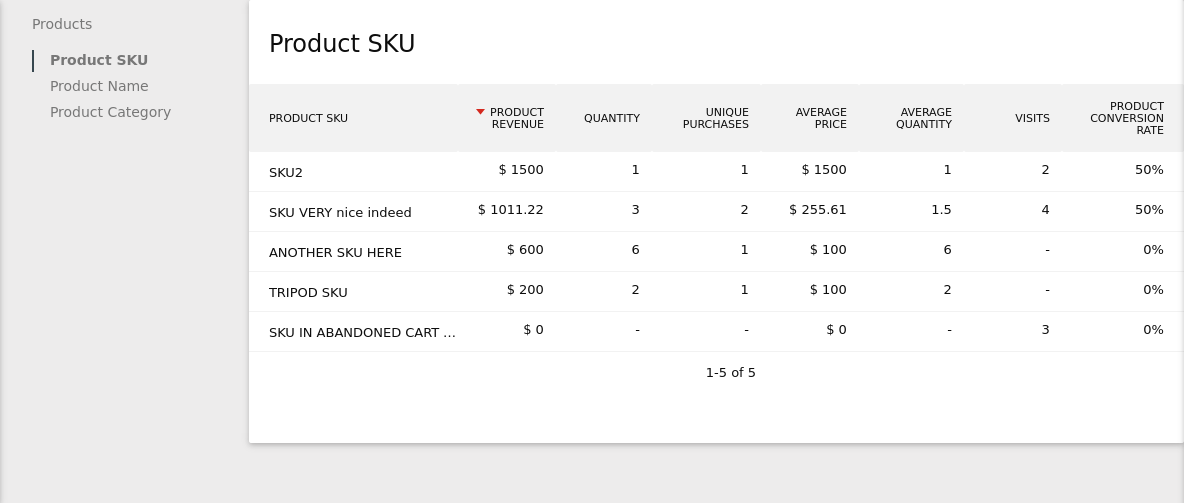 Products
Product SKU
Product Name
Product Category
Product SKU
PRODUCT SKU PRODUCT REVENUE QUANTITY UNIQUE PURCHASES AVERAGE PRICE AVERAGE QUANTITY VISITS PRODUCT CONVERSION RATE
SKU2 $ 1500 1 1 $ 1500 1 2 50%
SKU VERY nice indeed $ 1011.22 3 2 $ 255.61 1.5 4 50%
ANOTHER SKU HERE $ 600 6 1 $ 100 6 - 0%
TRIPOD SKU $ 200 2 1 $ 100 2 - 0%
SKU IN ABANDONED CART ... $ 0 - - $ 0 - 3 0%
1-5 of 5